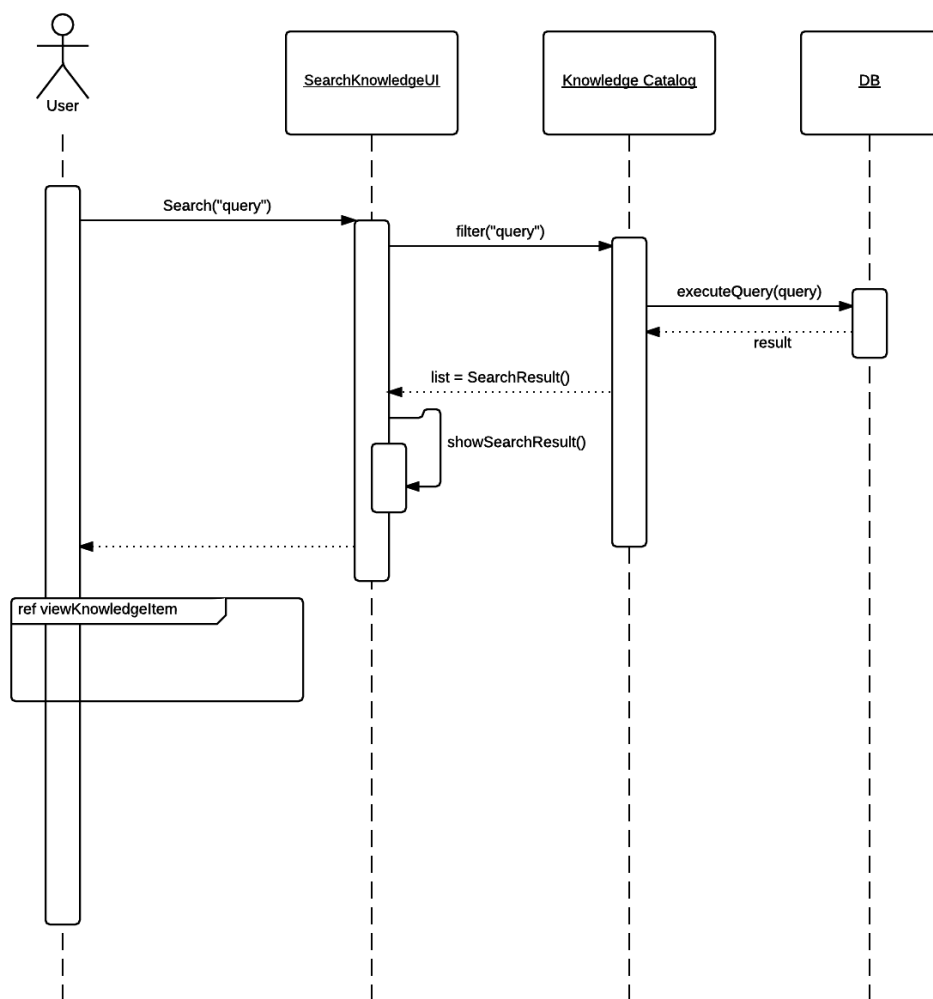 User
SearchKnowledgeUI
Knowledge Catalog
DB
Search("query")
filter("query")
executeQuery(query)
result
list = SearchResult()
showSearchResult()
ref viewKnowledgeItem